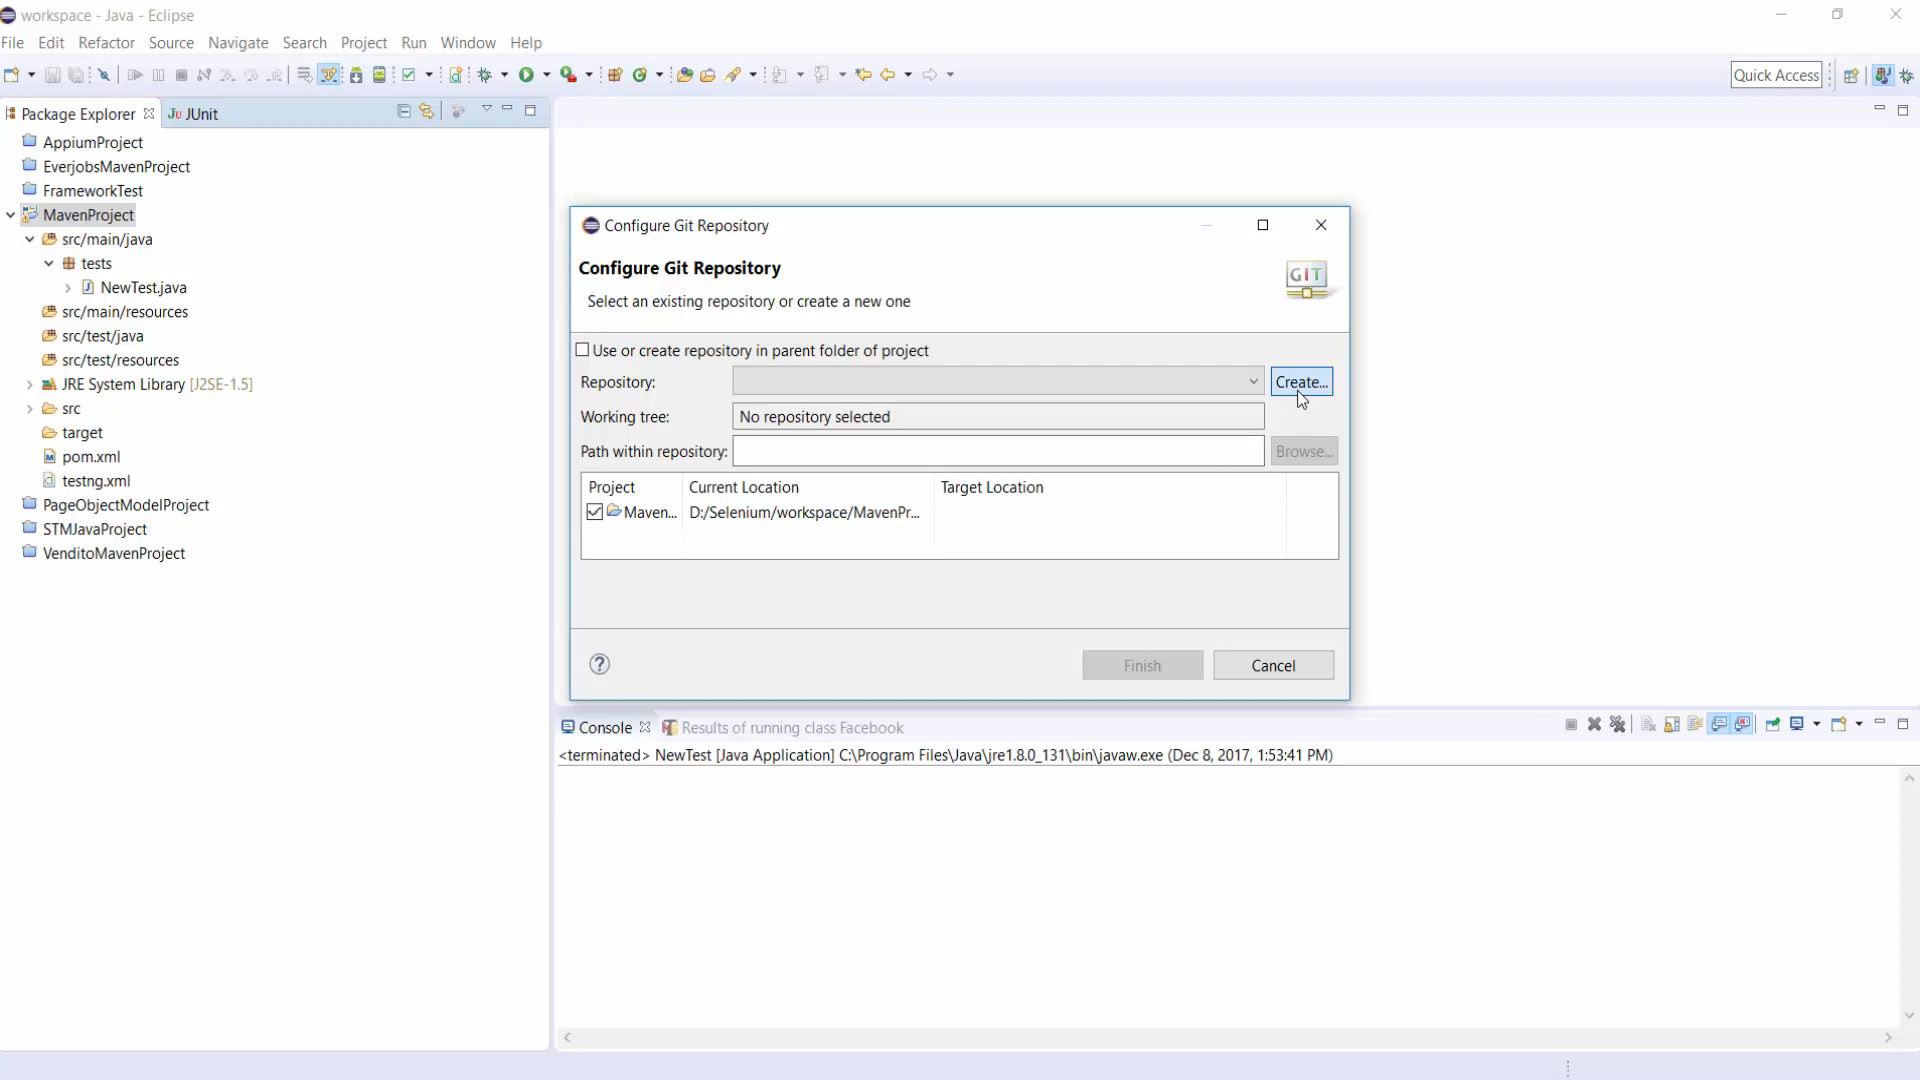 workspace - Java - Eclipse
File Edit Refactor Source Navigate Search Project Run Window Help
Quick Access
Package Explorer JUnit
AppiumProject
EverjobsMavenProject
FrameworkTest
MavenProject
src/main/java
tests
NewTest.java
src/main/resources
src/test/java
src/test/resources
JRE System Library [J2SE-1.5]
src
target
pom.xml
testng.xml
PageObjectModelProject
STMJavaProject
VenditoMavenProject
Configure Git Repository
Configure Git Repository
GIT
Select an existing repository or create a new one
Use or create repository in parent folder of project
Repository: Create...
Working tree: No repository selected
Path within repository: Browse...
Project Current Location Target Location
Maven... D:/Selenium/workspace/MavenPr...
Finish Cancel
Console Results of running class Facebook
<terminated> NewTest [Java Application] C:\Program Files\Java\jre1.8.0_131\bin\javaw.exe (Dec 8, 2017, 1:53:41 PM)